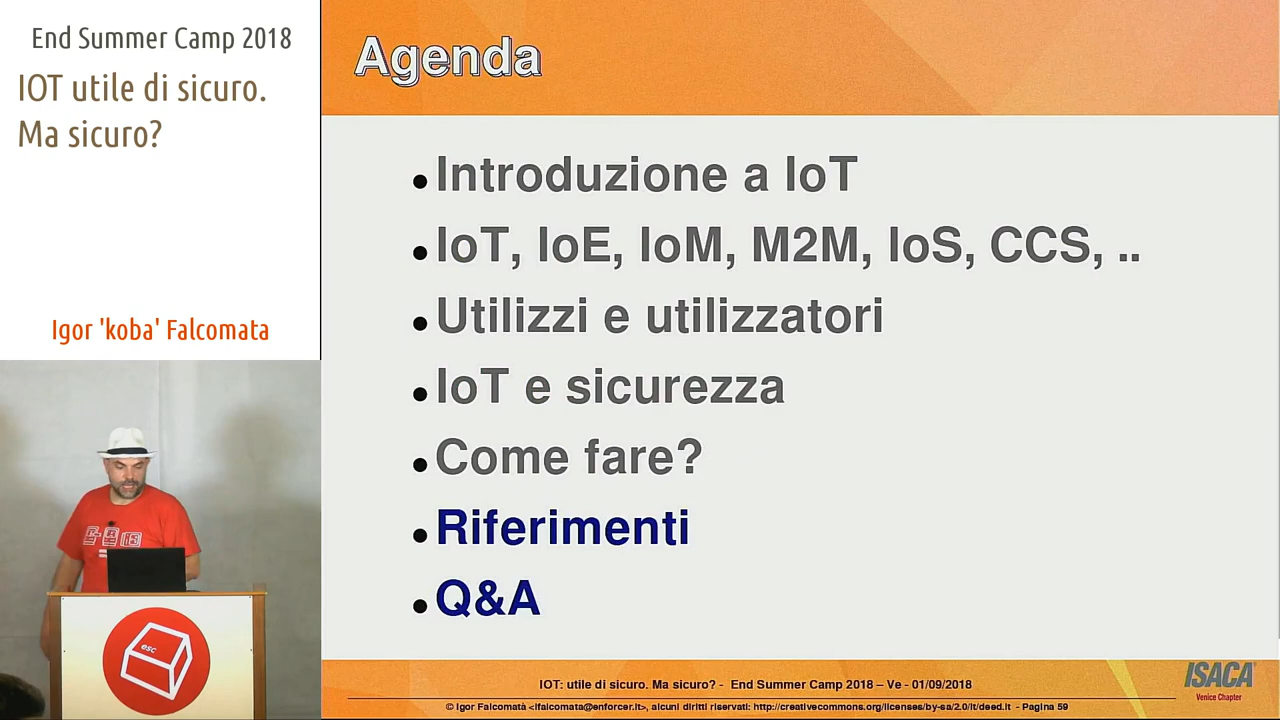 End Summer Camp 2018
IOT utile di sicuro.
Ma sicuro?
Igor 'koba' Falcomata
esc
Agenda
Introduzione a IoT
IoT, IoE, IoM, M2M, IoS, CCS, ..
Utilizzi e utilizzatori
IoT e sicurezza
Come fare?
Riferimenti
Q&A
IOT: utile di sicuro. Ma sicuro? - End Summer Camp 2018 – Ve - 01/09/2018
© Igor Falcomatà <ifalcomata@enforcer.it>, alcuni diritti riservati: http://creativecommons.org/licenses/by-sa/2.0/it/deed.it - Pagina 59
ISACA
Venice Chapter